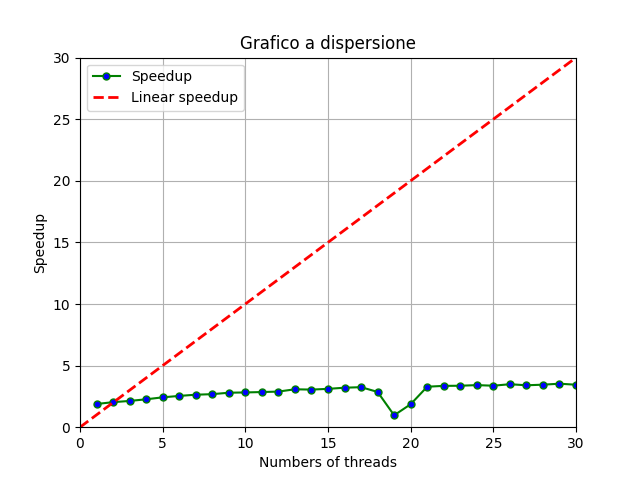 Grafico a dispersione
Speedup
Linear speedup
30
25
20
15
10
5
0
Speedup
0 5 10 15 20 25 30
Numbers of threads